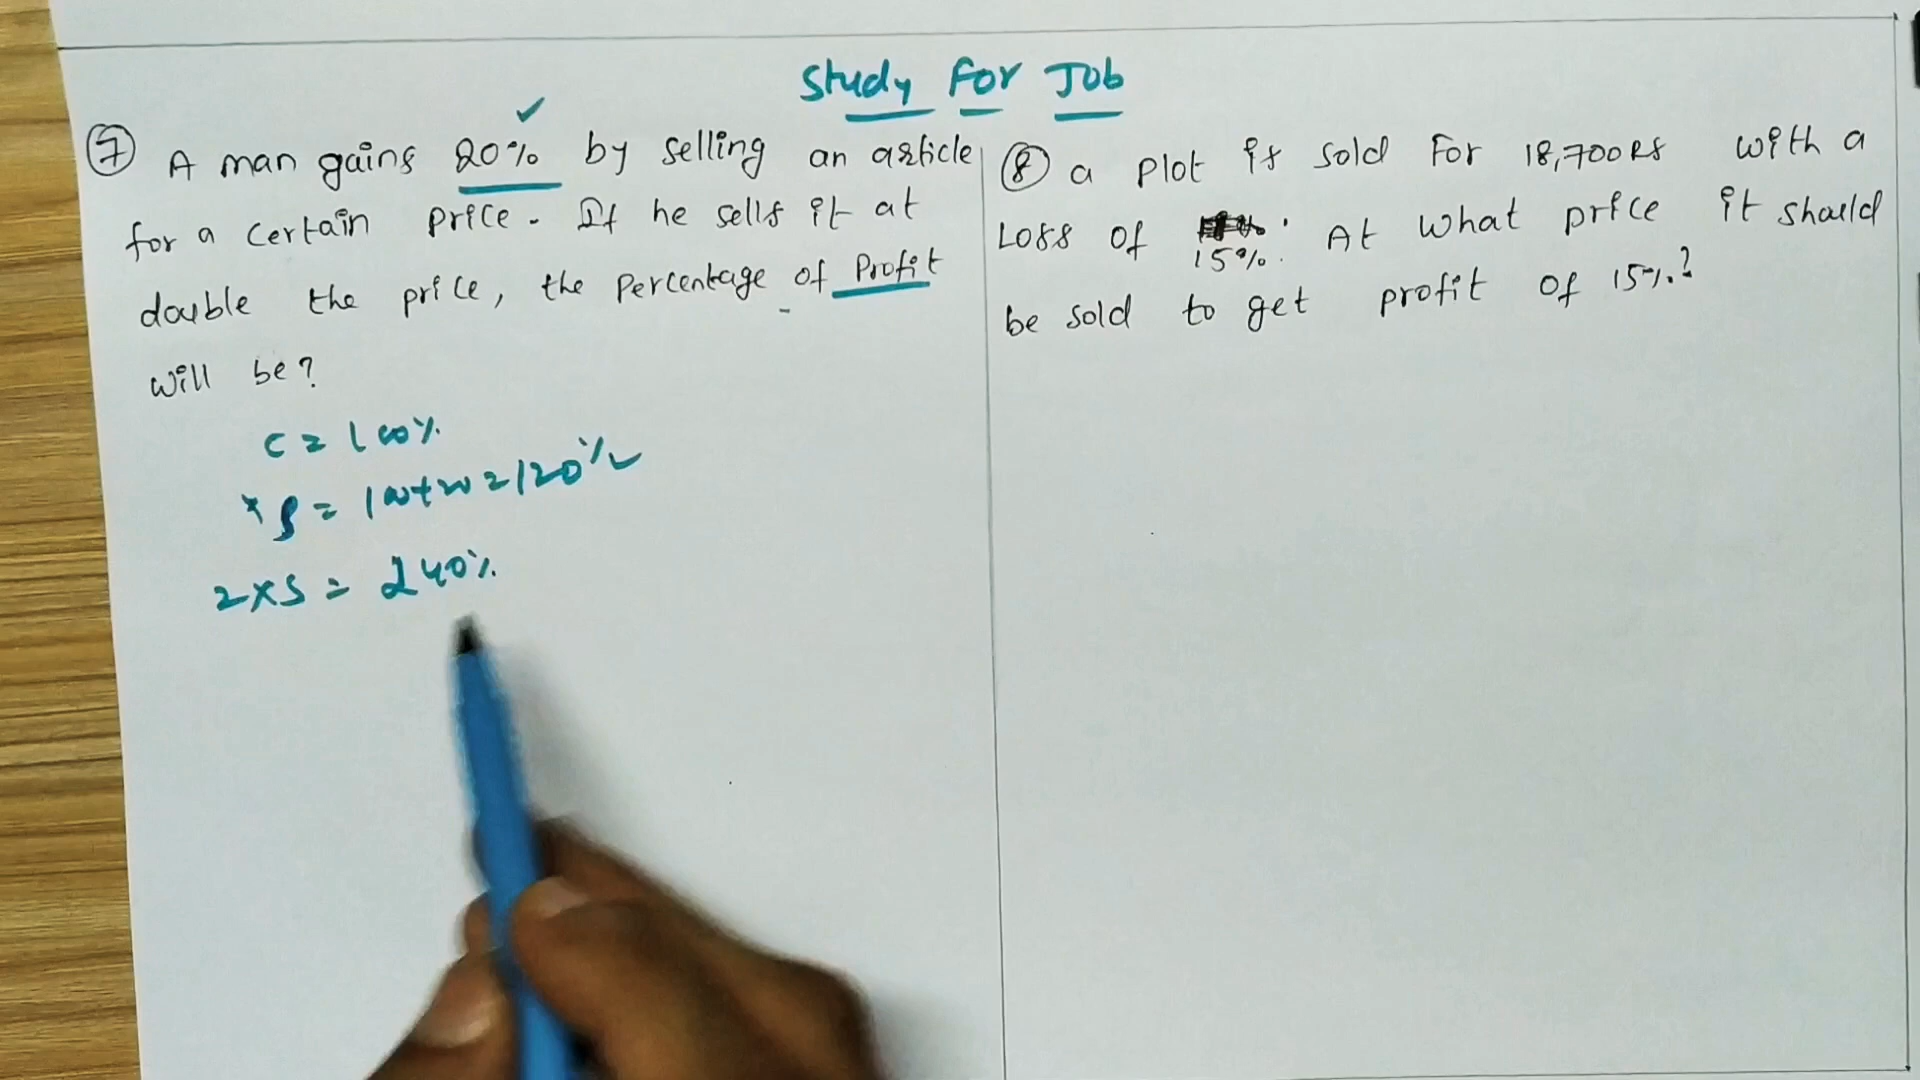 Study For Job
⑦ A man gains 20% by selling an article
for a certain price. If he sells it at
double the price, the percentage of Profit
will be?
C = 100%
* S = 100+20 = 120%
2×S = 240%
⑧ a plot is sold For 18,700RS with a
Loss of 15%. At what price it should
be sold to get profit of 15%?